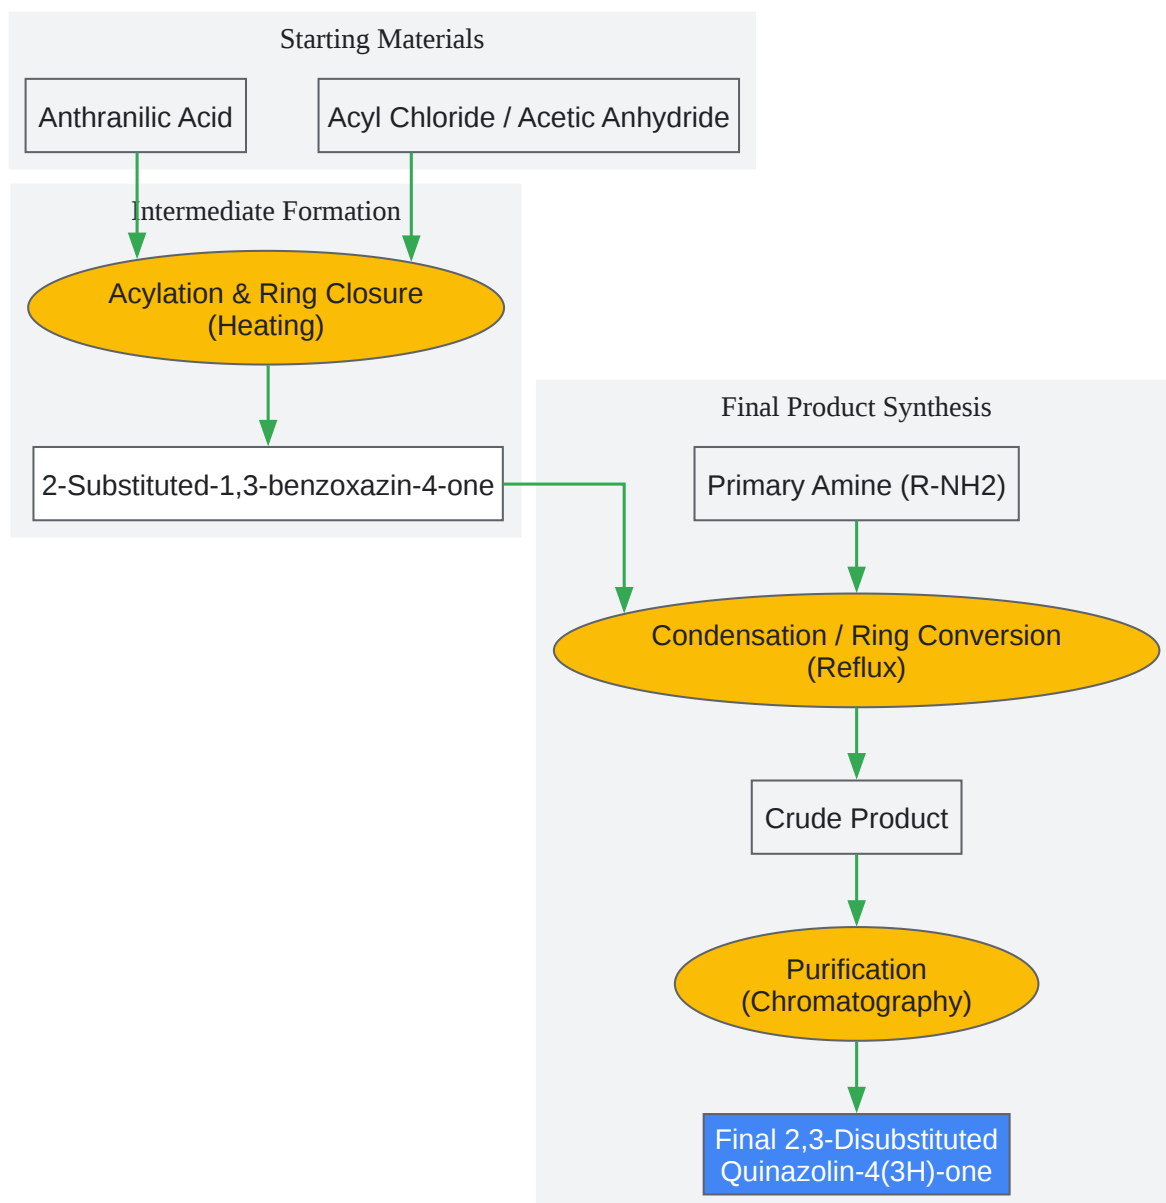 Starting Materials
Anthranilic Acid
Acyl Chloride / Acetic Anhydride
Intermediate Formation
Acylation & Ring Closure
(Heating)
2-Substituted-1,3-benzoxazin-4-one
Final Product Synthesis
Primary Amine (R-NH2)
Condensation / Ring Conversion
(Reflux)
Crude Product
Purification
(Chromatography)
Final 2,3-Disubstituted
Quinazolin-4(3H)-one